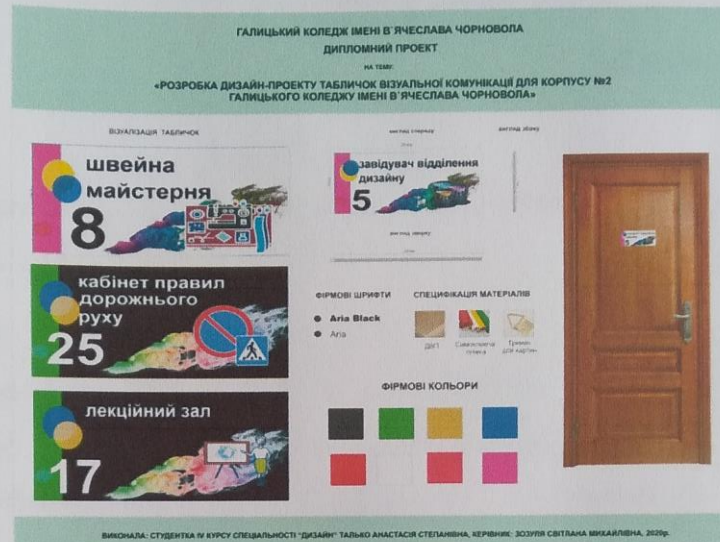 ГАЛИЦЬКИЙ КОЛЕДЖ ІМЕНІ В`ЯЧЕСЛАВА ЧОРНОВОЛА
ДИПЛОМНИЙ ПРОЕКТ
НА ТЕМУ:
«РОЗРОБКА ДИЗАЙН-ПРОЕКТУ ТАБЛИЧОК ВІЗУАЛЬНОЇ КОМУНІКАЦІЇ ДЛЯ КОРПУСУ №2
ГАЛИЦЬКОГО КОЛЕДЖУ ІМЕНІ В`ЯЧЕСЛАВА ЧОРНОВОЛА»
ВІЗУАЛІЗАЦІЯ ТАБЛИЧОК
швейна
майстерня
8
кабінет правил
дорожнього
руху
25
лекційний зал
17
вигляд спереду
вигляд збоку
завідувач відділення
дизайну
5
вигляд зверху
ФІРМОВІ ШРИФТИ
Aria Black
Aria
СПЕЦИФІКАЦІЯ МАТЕРІАЛІВ
ДВП
Самоклеюча
плівка
Тримач
для картин
ФІРМОВІ КОЛЬОРИ
ВИКОНАЛА: СТУДЕНТКА IV КУРСУ СПЕЦІАЛЬНОСТІ "ДИЗАЙН" ТАЛЬКО АНАСТАСІЯ СТЕПАНІВНА, КЕРІВНИК: ЗОЗУЛЯ СВІТЛАНА МИХАЙЛІВНА, 2020р.